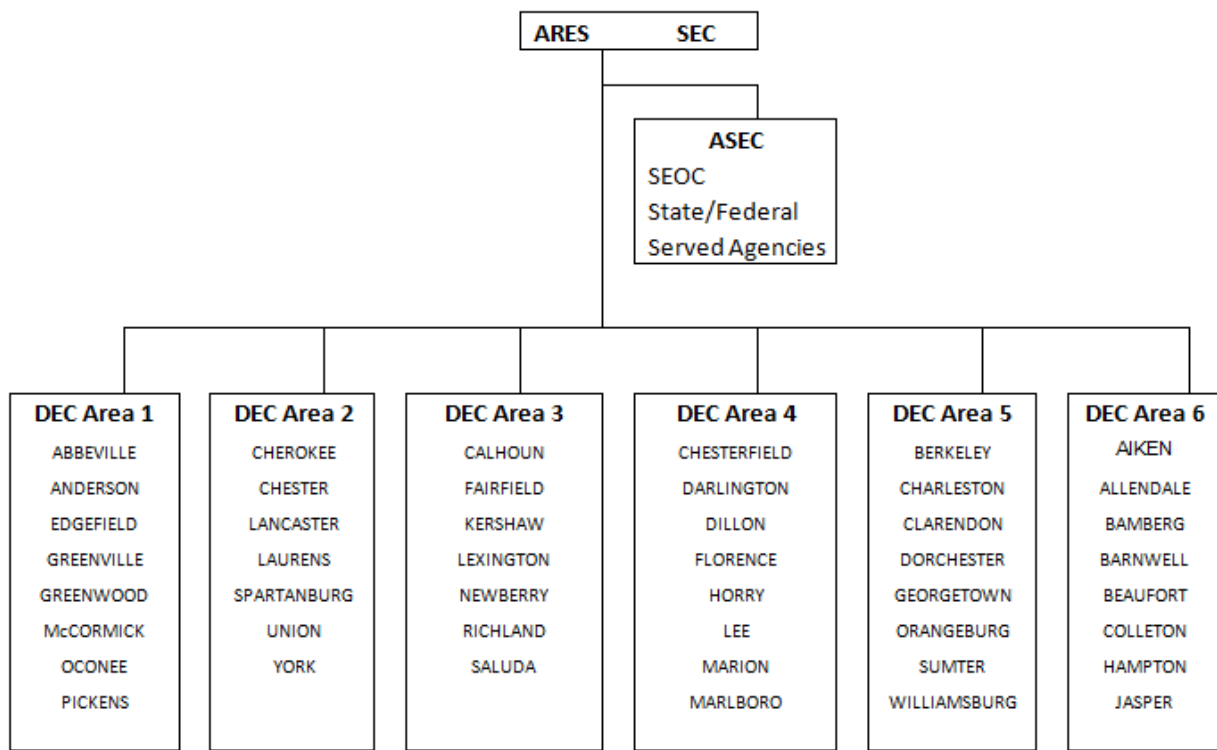 ARES SEC
ASEC
SEOC
State/Federal
Served Agencies
DEC Area 1
ABBEVILLE
ANDERSON
EDGEFIELD
GREENVILLE
GREENWOOD
McCORMICK
OCONEE
PICKENS
DEC Area 2
CHEROKEE
CHESTER
LANCASTER
LAURENS
SPARTANBURG
UNION
YORK
DEC Area 3
CALHOUN
FAIRFIELD
KERSHAW
LEXINGTON
NEWBERRY
RICHLAND
SALUDA
DEC Area 4
CHESTERFIELD
DARLINGTON
DILLON
FLORENCE
HORRY
LEE
MARION
MARLBORO
DEC Area 5
BERKELEY
CHARLESTON
CLARENDON
DORCHESTER
GEORGETOWN
ORANGEBURG
SUMTER
WILLIAMSBURG
DEC Area 6
AIKEN
ALLENDALE
BAMBERG
BARNWELL
BEAUFORT
COLLETON
HAMPTON
JASPER